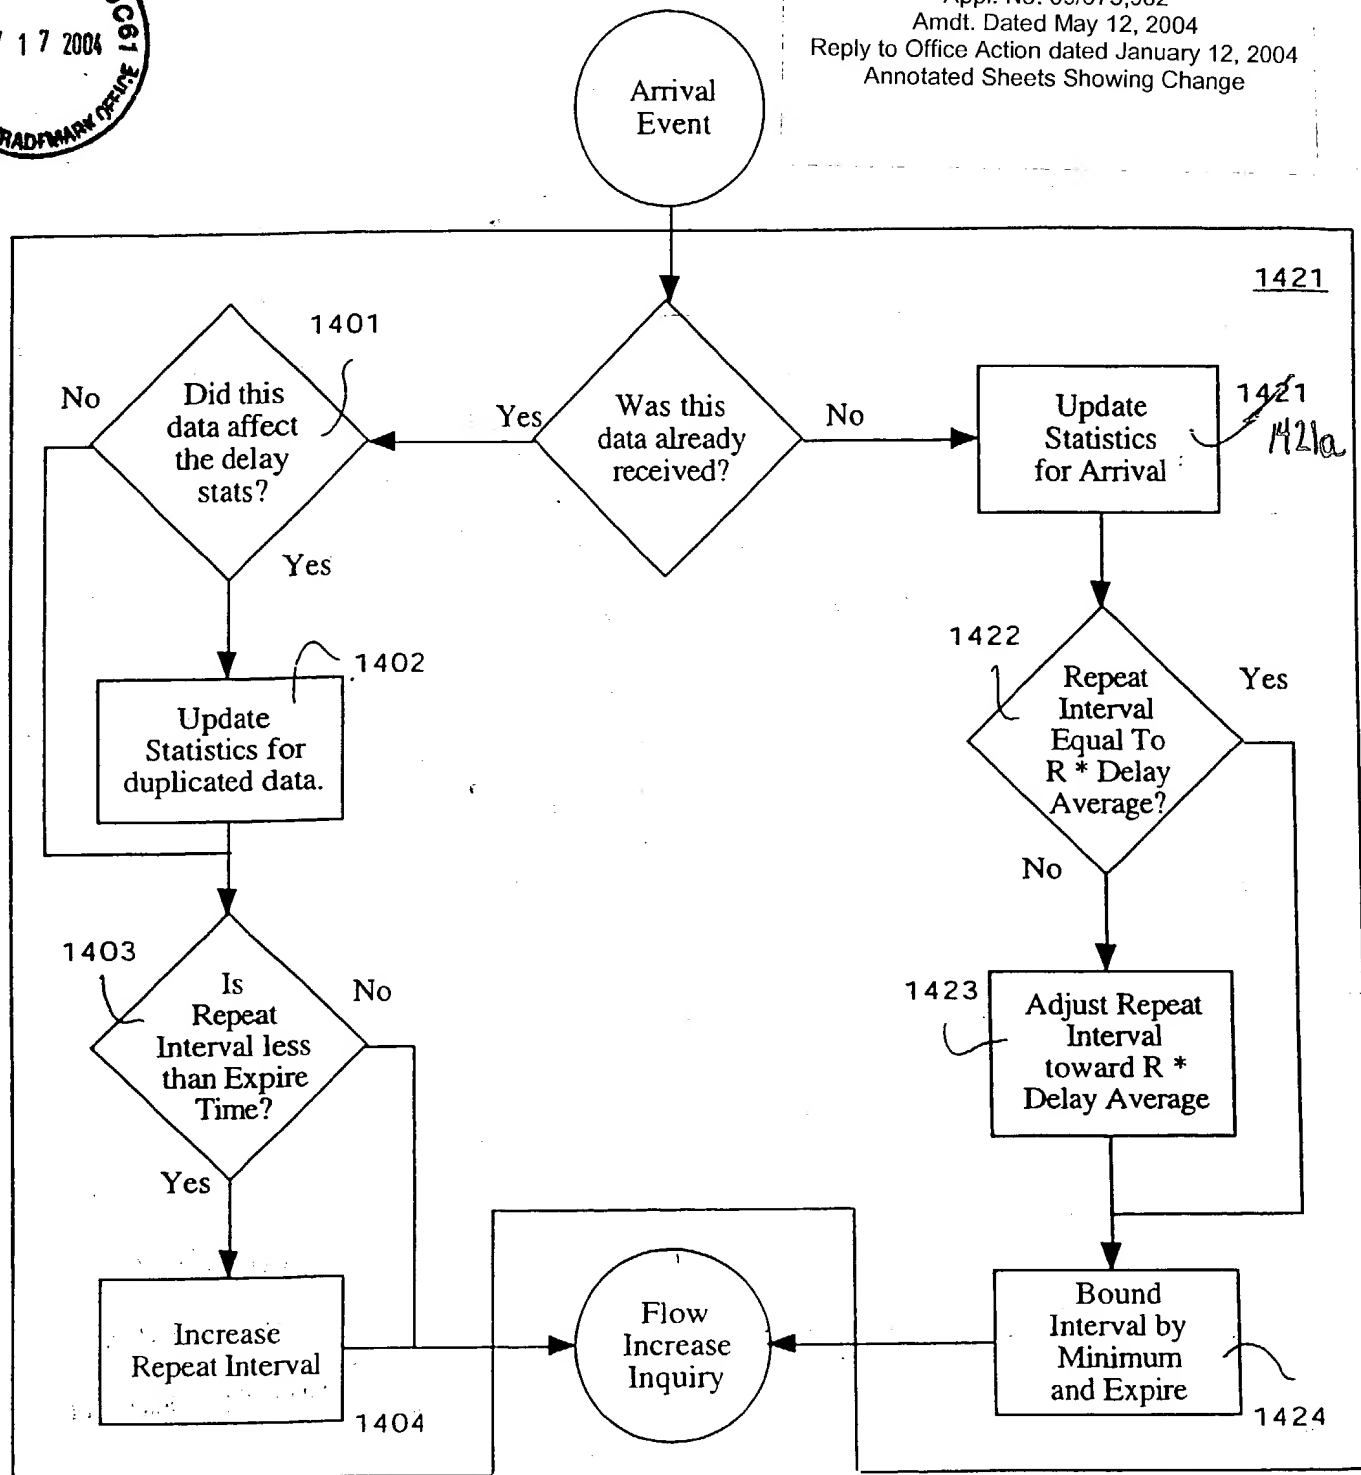 1 7 2004
Amdt. Dated May 12, 2004
Reply to Office Action dated January 12, 2004
Annotated Sheets Showing Change
Arrival
Event
1421
1401
No
Did this
data affect
the delay
stats?
Yes
Was this
data already
received?
No
Update
Statistics
for Arrival
1421
1421a
Yes
1402
Update
Statistics for
duplicated data.
1422
Repeat
Interval
Equal To
R * Delay
Average?
Yes
No
1403
Is
Repeat
Interval less
than Expire
Time?
No
1423
Adjust Repeat
Interval
toward R *
Delay Average
Yes
Increase
Repeat Interval
1404
Flow
Increase
Inquiry
Bound
Interval by
Minimum
and Expire
1424